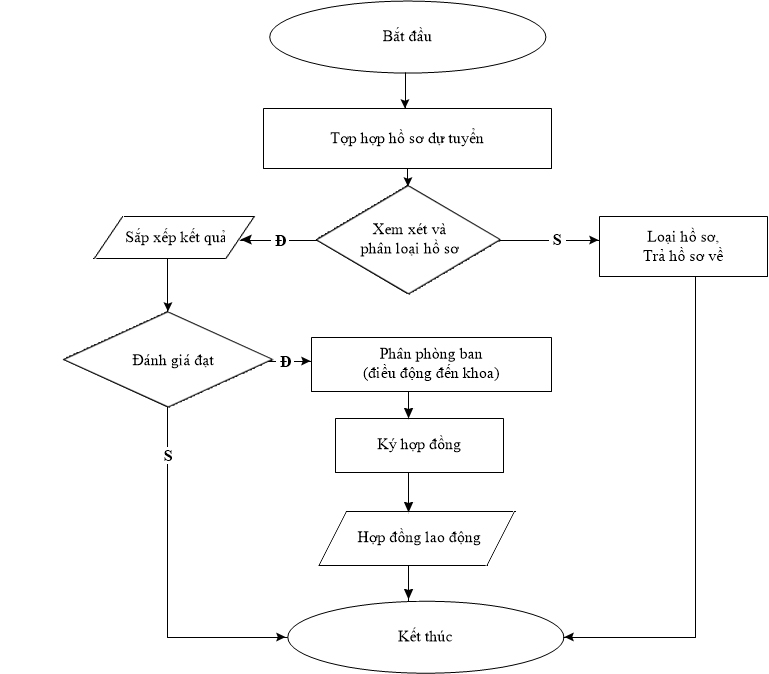 Bắt đầu
Tợp hợp hồ sơ dự tuyển
Sắp xếp kết quả
Đ
Xem xét và
phân loại hồ sơ
S
Loại hồ sơ,
Trả hồ sơ về
Đánh giá đạt
Đ
Phân phòng ban
(điều động đến khoa)
Ký hợp đồng
S
Hợp đồng lao động
Kết thúc